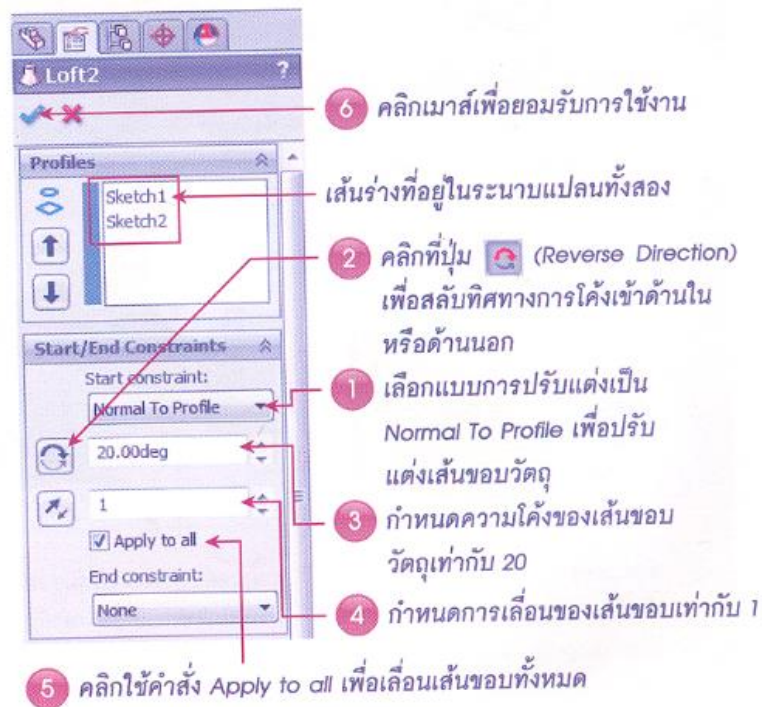 Loft2 ?
6 คลิกเมาส์เพื่อยอมรับการใช้งาน
Profiles
Sketch1
Sketch2
เส้นร่างที่อยู่ในระนาบแปลนทั้งสอง
2 คลิกที่ปุ่ม (Reverse Direction)
เพื่อสลับทิศทางการโค้งเข้าด้านใน
หรือด้านนอก
Start/End Constraints
Start constraint:
Normal To Profile
1 เลือกแบบการปรับแต่งเป็น
Normal To Profile เพื่อปรับ
แต่งเส้นขอบวัตถุ
20.00deg
1
3 กำหนดความโค้งของเส้นขอบ
วัตถุเท่ากับ 20
Apply to all
End constraint:
None
4 กำหนดการเลื่อนของเส้นขอบเท่ากับ 1
5 คลิกใช้คำสั่ง Apply to all เพื่อเลื่อนเส้นขอบทั้งหมด